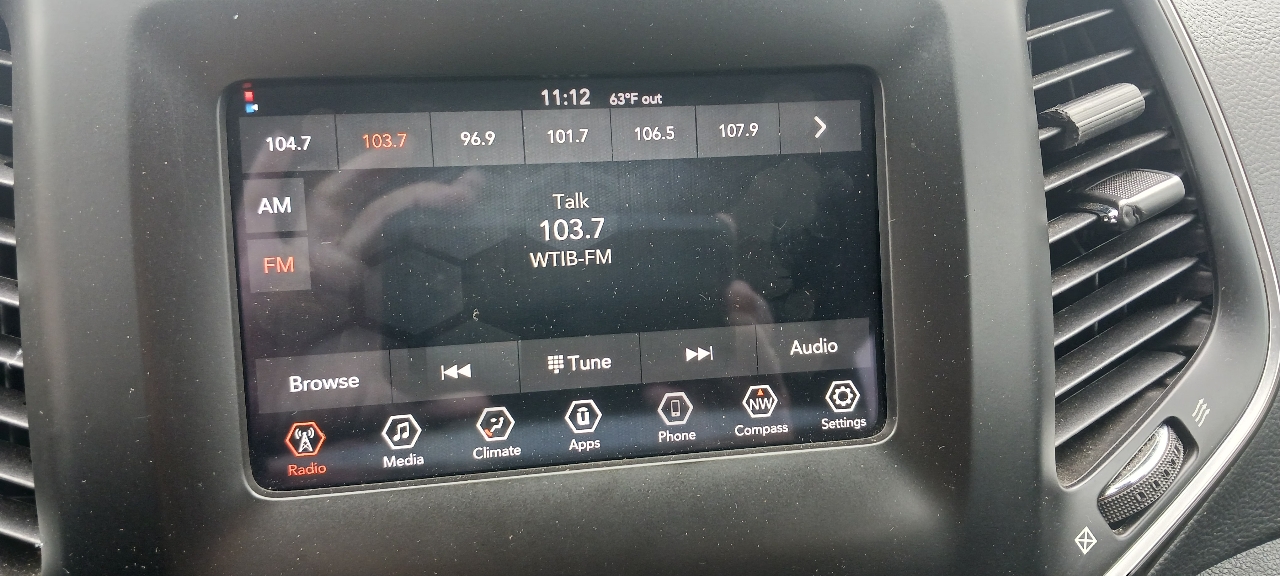 11:12 63°F out
104.7 103.7 96.9 101.7 106.5 107.9
AM
Talk
103.7
FM
WTIB-FM
Browse Tune Audio
NW
Radio Media Climate Apps Phone Compass Settings